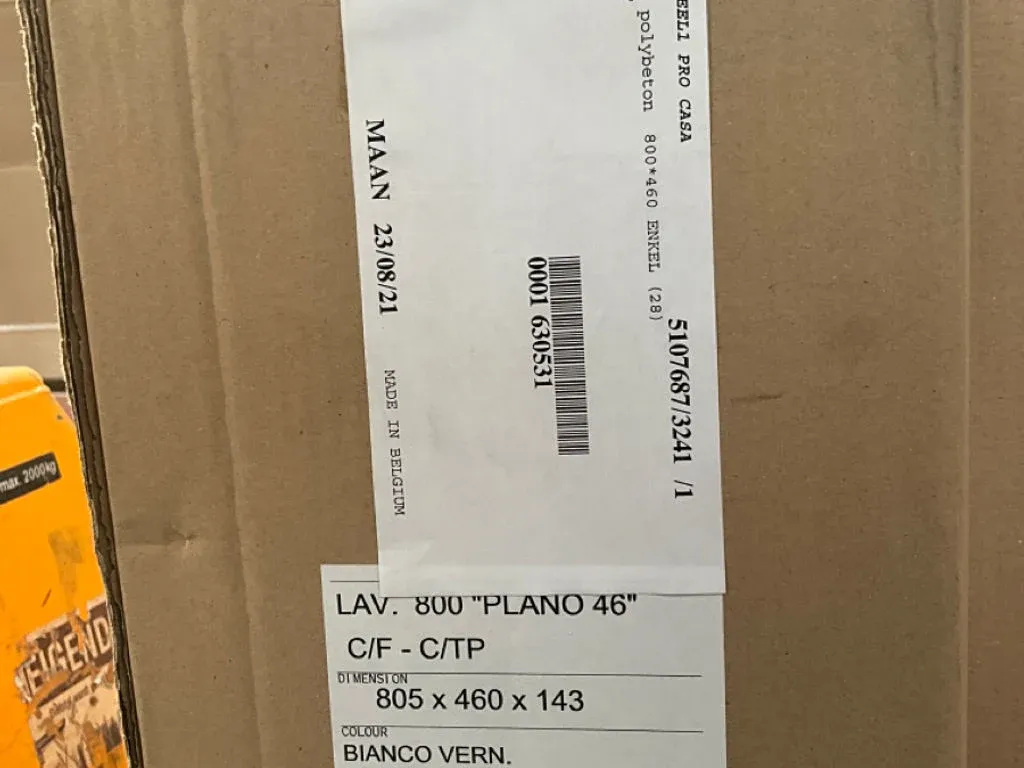 PRO CASA
polybeton 800*460 ENKEL (28)
5107687/3241 /1
0001 630531
MAAN 23/08/21
MADE IN BELGIUM
LAV. 800 "PLANO 46"
C/F - C/TP
DIMENSION
805 x 460 x 143
COLOUR
BIANCO VERN.
max. 2000kg